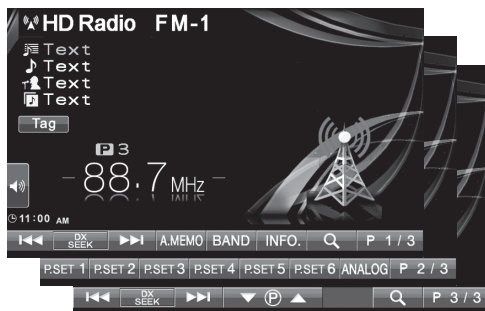 HD Radio FM-1
Text
Text
Text
Text
Tag
P 3
88.7 MHz
11:00 AM
DX SEEK A.MEMO BAND INFO. P 1/3
P.SET 1 P.SET 2 P.SET 3 P.SET 4 P.SET 5 P.SET 6 ANALOG P 2/3
DX SEEK P P 3/3